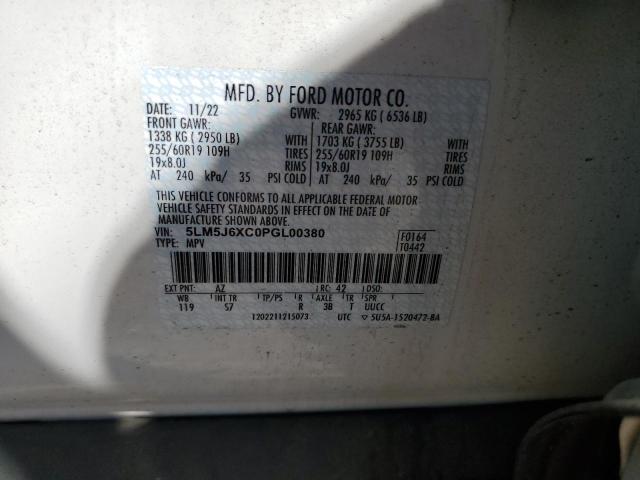 MFD. BY FORD MOTOR CO.
DATE: 11/22 GVWR: 2965 KG ( 6536 LB)
FRONT GAWR: REAR GAWR:
1338 KG ( 2950 LB) WITH 1703 KG ( 3755 LB) WITH
255/60R19 109H TIRES 255/60R19 109H TIRES
19x8.0J RIMS 19x8.0J RIMS
AT 240 kPa/ 35 PSI COLD AT 240 kPa/ 35 PSI COLD
THIS VEHICLE CONFORMS TO ALL APPLICABLE FEDERAL MOTOR
VEHICLE SAFETY STANDARDS IN EFFECT ON THE DATE OF
MANUFACTURE SHOWN ABOVE.
VIN: 5LM5J6XC0PGL00380 F0164
TYPE: MPV T0442
EXT PNT: AZ RC: 42 DSO:
WB INT TR TP/PS R AXLE TR SPR
119 S7 R 3B T UUCC
1202211215073 UTC ▽ 5U5A-1520472-BA